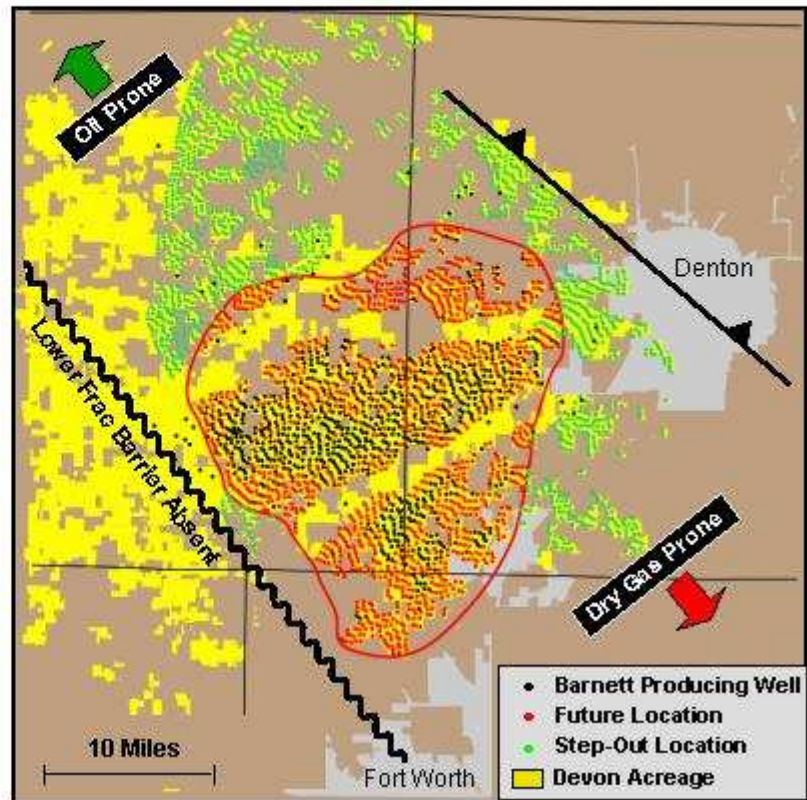 Oil Prone
Denton
Lower Frac Barrier Absent
Dry Gas Prone
Barnett Producing Well
Future Location
Step-Out Location
Devon Acreage
10 Miles
Fort Worth